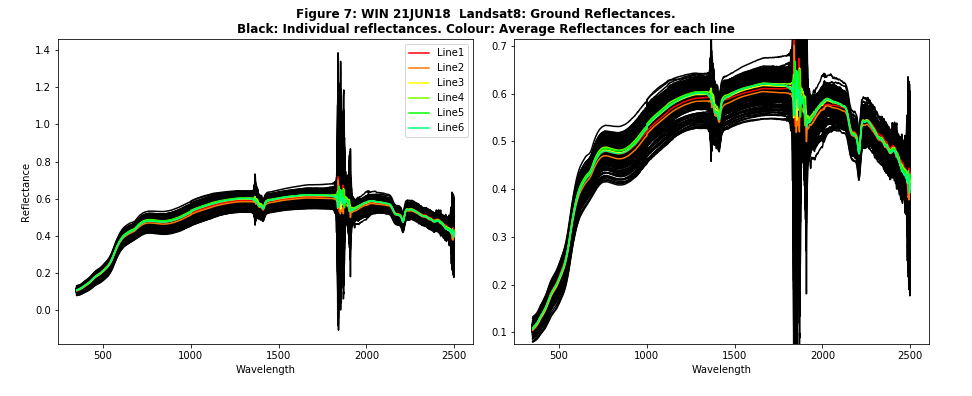 Figure 7: WIN 21JUN18  Landsat8: Ground Reflectances.
Black: Individual reflectances. Colour: Average Reflectances for each line
Reflectance
1.4
1.2
1.0
0.8
0.6
0.4
0.2
0.0
500
1000
1500
2000
2500
Wavelength
Line1
Line2
Line3
Line4
Line5
Line6
0.7
0.6
0.5
0.4
0.3
0.2
0.1
500
1000
1500
2000
2500
Wavelength